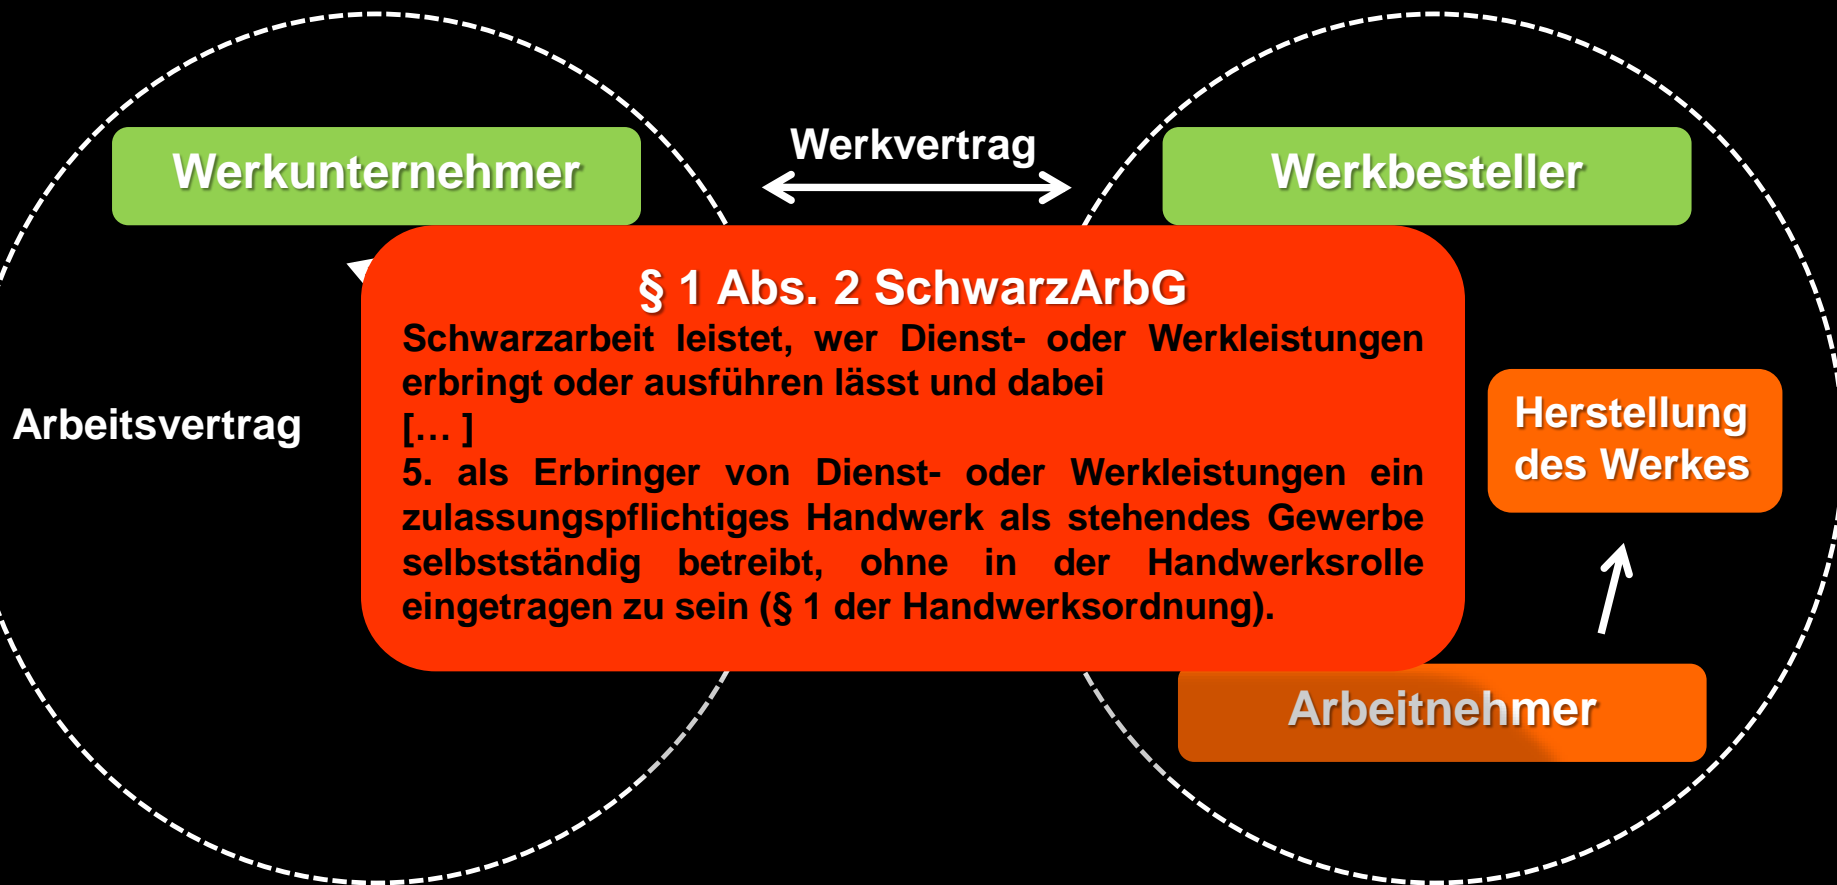 Werkvertrag
Werkunternehmer
Werkbesteller
§ 1 Abs. 2 SchwarzArbG
Schwarzarbeit leistet, wer Dienst- oder Werkleistungen
erbringt oder ausführen lässt und dabei
[… ]
5. als Erbringer von Dienst- oder Werkleistungen ein
zulassungspflichtiges Handwerk als stehendes Gewerbe
selbstständig betreibt, ohne in der Handwerksrolle
eingetragen zu sein (§ 1 der Handwerksordnung).
Arbeitsvertrag
Herstellung
des Werkes
Arbeitnehmer